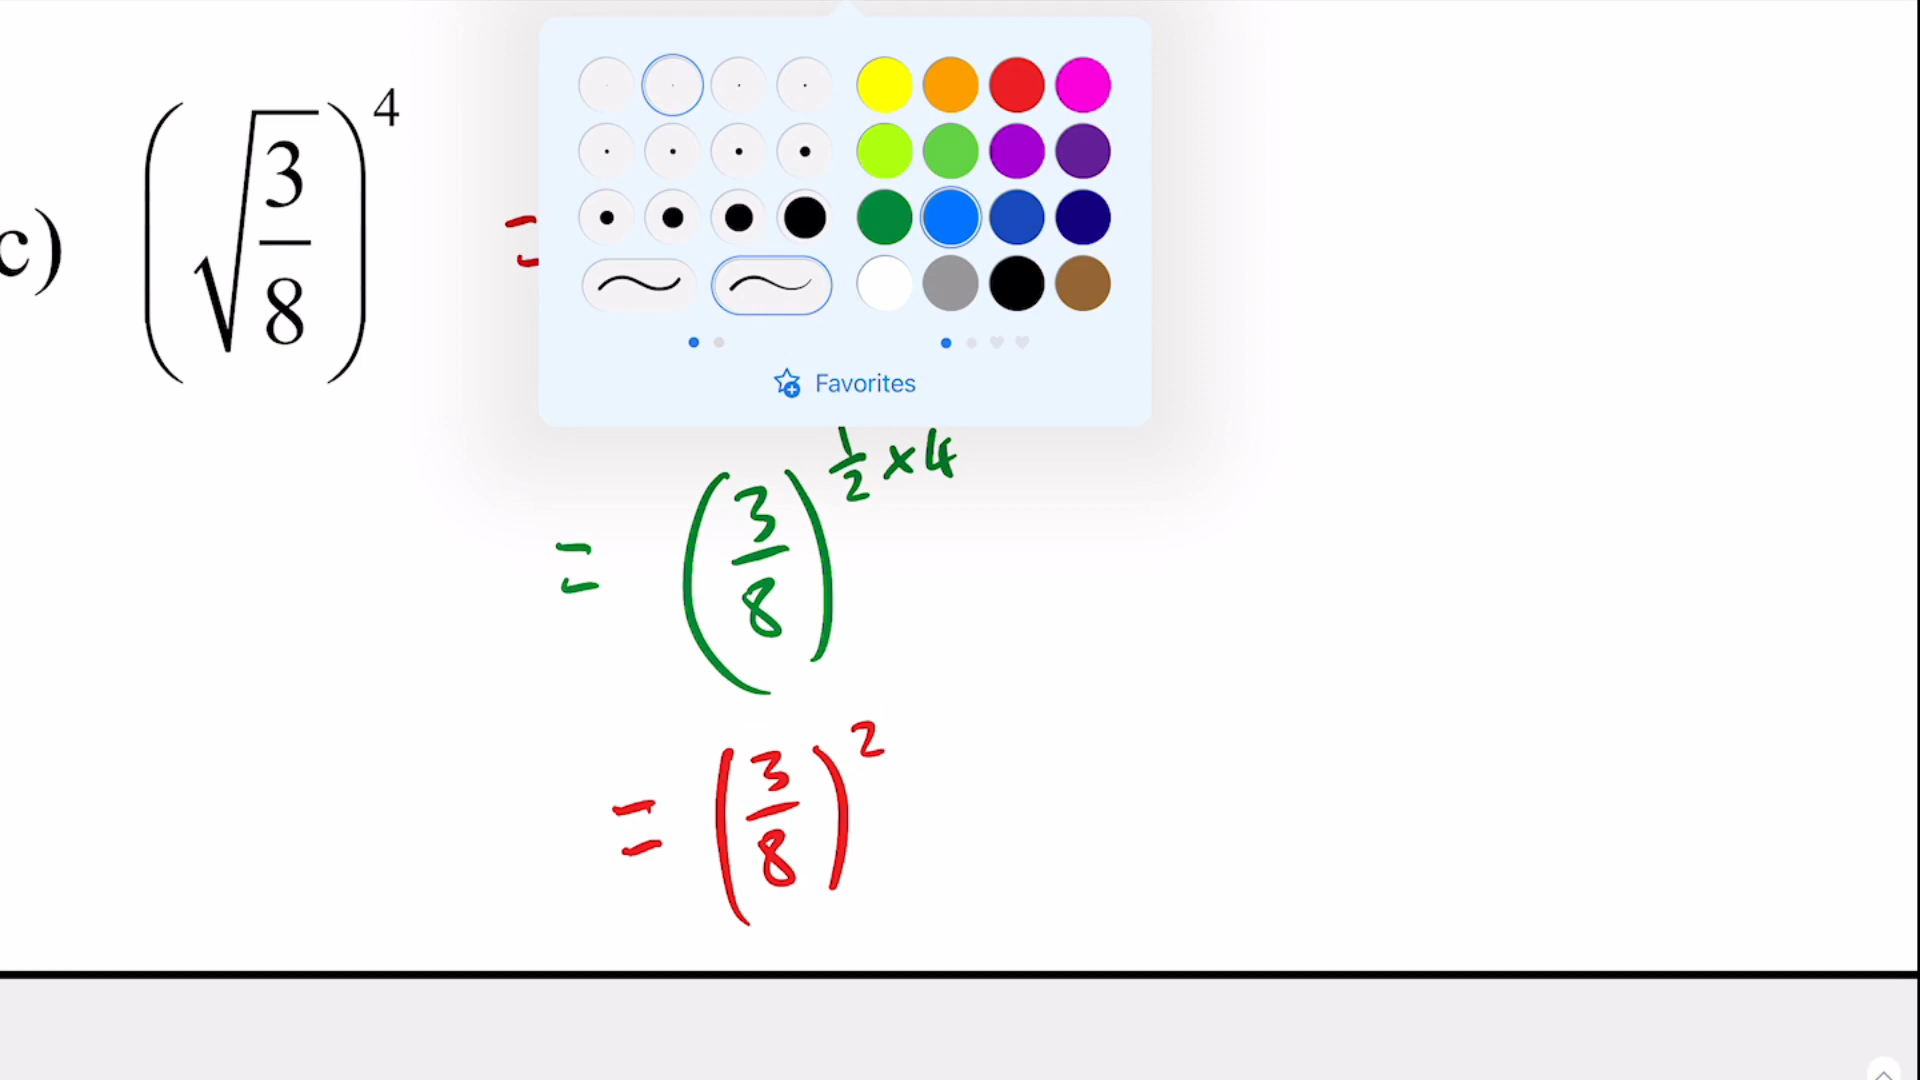 c) (√(3/8))^4 =
Favorites
= (3/8)^(1/2 × 4)
= (3/8)^2